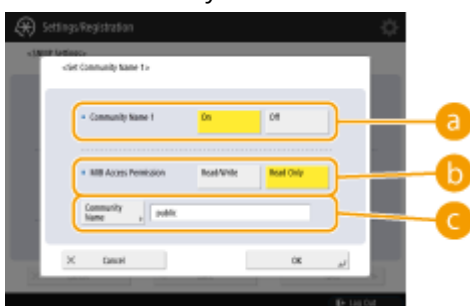 Settings/Registration
<SNMP Settings>
<Set Community Name 1>
Community Name 1
On
Off
a
MIB Access Permission
Read/Write
Read Only
b
Community
Name
public
c
Cancel
OK
Log Out